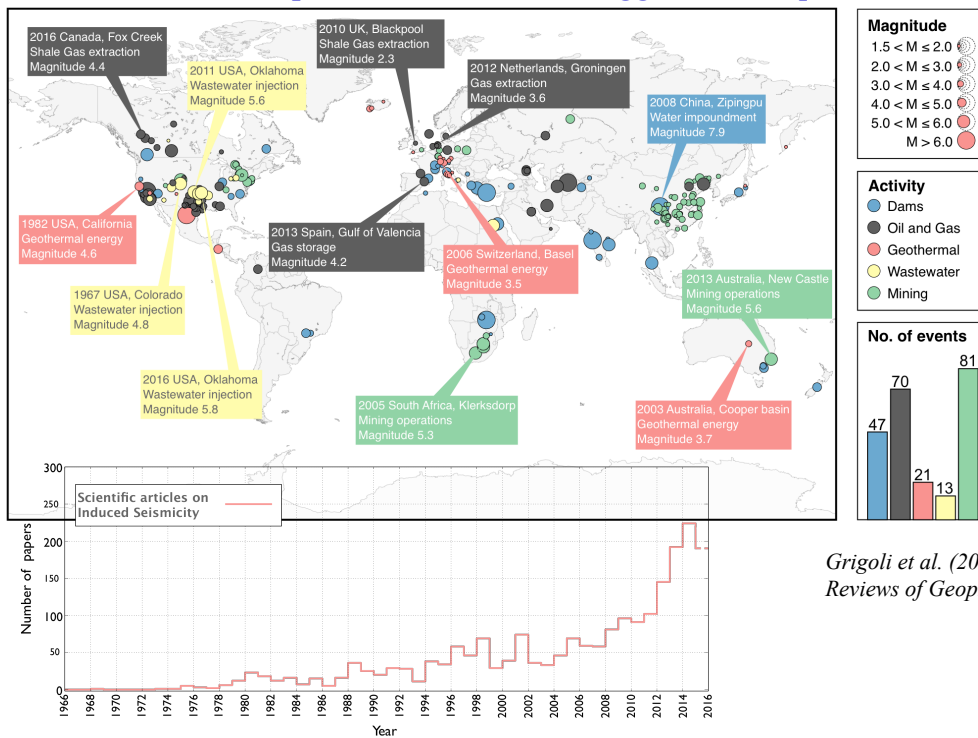 2016 Canada, Fox Creek
Shale Gas extraction
Magnitude 4.4
2010 UK, Blackpool
Shale Gas extraction
Magnitude 2.3
2011 USA, Oklahoma
Wastewater injection
Magnitude 5.6
2012 Netherlands, Groningen
Gas extraction
Magnitude 3.6
2008 China, Zipingpu
Water impoundment
Magnitude 7.9
1982 USA, California
Geothermal energy
Magnitude 4.6
2013 Spain, Gulf of Valencia
Gas storage
Magnitude 4.2
2006 Switzerland, Basel
Geothermal energy
Magnitude 3.5
2013 Australia, New Castle
Mining operations
Magnitude 5.6
1967 USA, Colorado
Wastewater injection
Magnitude 4.8
2016 USA, Oklahoma
Wastewater injection
Magnitude 5.8
2005 South Africa, Klerksdorp
Mining operations
Magnitude 5.3
2003 Australia, Cooper basin
Geothermal energy
Magnitude 3.7
Magnitude
1.5 < M ≤ 2.0
2.0 < M ≤ 3.0
3.0 < M ≤ 4.0
4.0 < M ≤ 5.0
5.0 < M ≤ 6.0
M > 6.0
Activity
Dams
Oil and Gas
Geothermal
Wastewater
Mining
No. of events
47
70
21
13
81
Grigoli et al. (20
Reviews of Geop
Scientific articles on
Induced Seismicity
Number of papers
300
250
200
150
100
50
0
1966
1968
1970
1972
1974
1976
1978
1980
1982
1984
1986
1988
1990
1992
1994
1996
1998
2000
2002
2004
2006
2008
2010
2012
2014
2016
Year